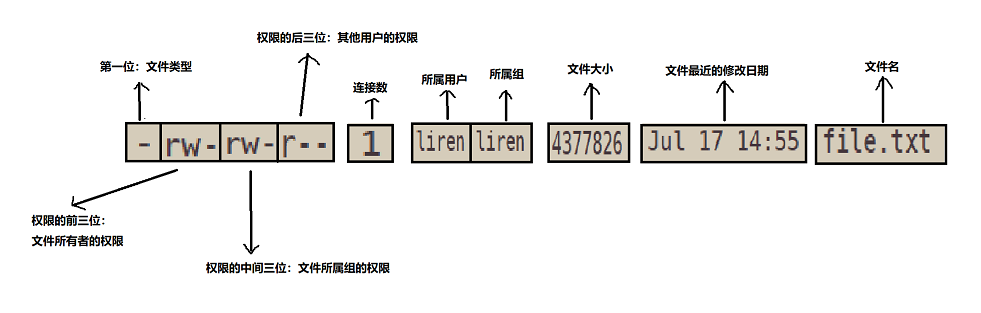 权限的后三位：其他用户的权限
第一位：文件类型
连接数
所属用户
所属组
文件大小
文件最近的修改日期
文件名
- rw- rw- r-- 1 liren liren 4377826 Jul 17 14:55 file.txt
权限的前三位：
文件所有者的权限
权限的中间三位：文件所属组的权限